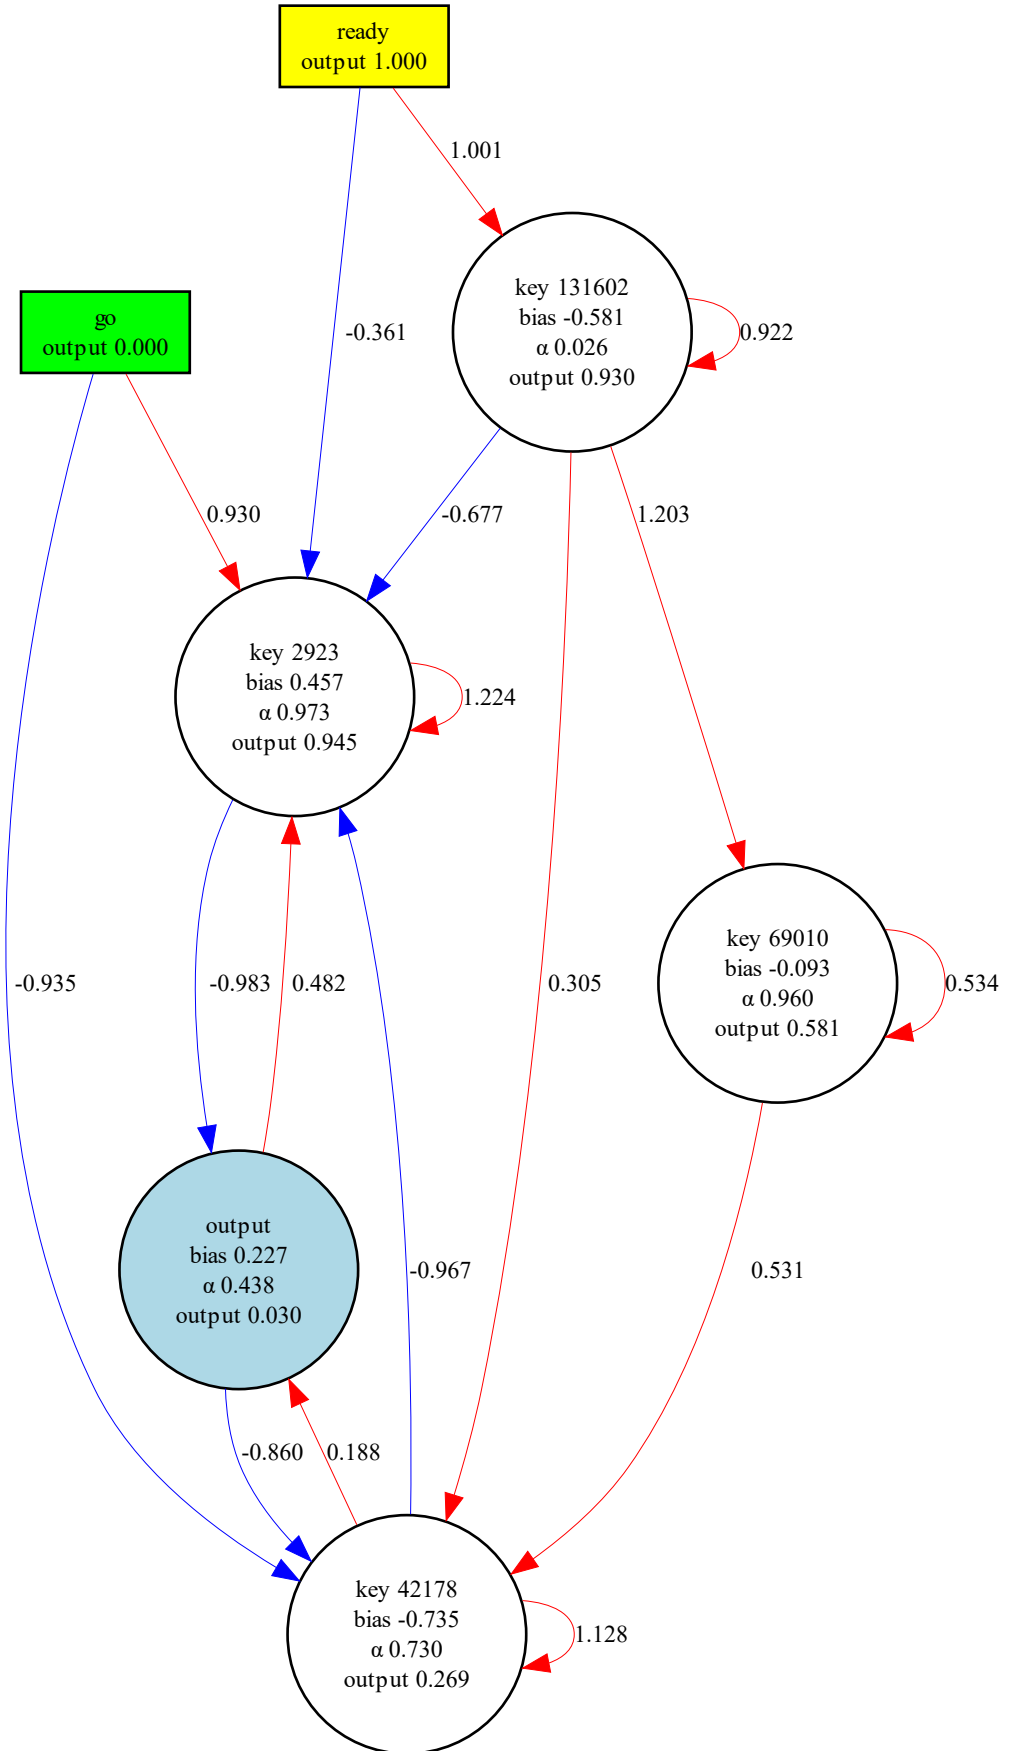 ready
output 1.000
1.001
go
output 0.000
-0.361
key 131602
bias -0.581
α 0.026
output 0.930
0.922
0.930
-0.677
1.203
key 2923
bias 0.457
α 0.973
output 0.945
1.224
-0.935
-0.983
0.482
0.305
key 69010
bias -0.093
α 0.960
output 0.581
0.534
output
bias 0.227
α 0.438
output 0.030
-0.967
0.531
-0.860
0.188
key 42178
bias -0.735
α 0.730
output 0.269
1.128